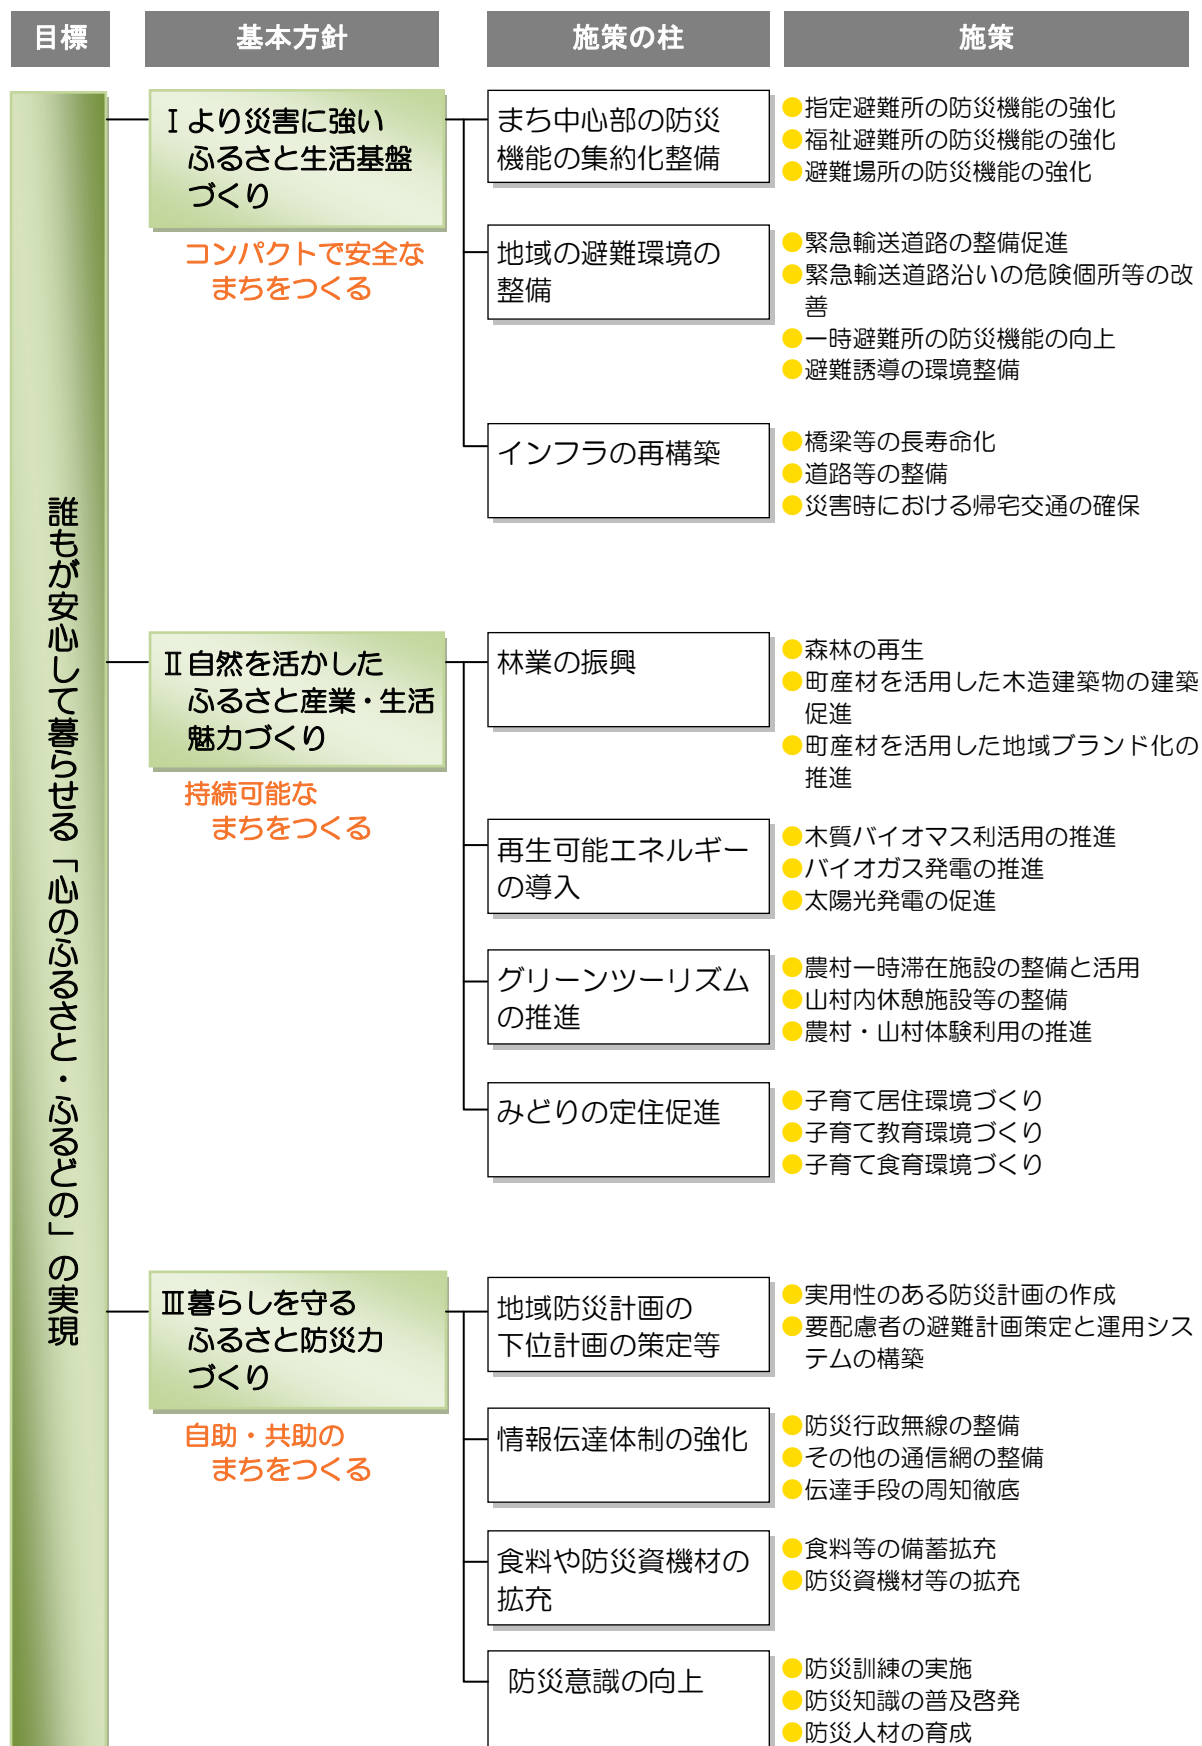 目標
基本方針
施策の柱
施策
誰もが安心して暮らせる「心のふるさと・ふるどの」の実現
Ⅰより災害に強い
ふるさと生活基盤
づくり
コンパクトで安全な
まちをつくる
まち中心部の防災
機能の集約化整備
●指定避難所の防災機能の強化
●福祉避難所の防災機能の強化
●避難場所の防災機能の強化
地域の避難環境の
整備
●緊急輸送道路の整備促進
●緊急輸送道路沿いの危険個所等の改
善
●一時避難所の防災機能の向上
●避難誘導の環境整備
インフラの再構築
●橋梁等の長寿命化
●道路等の整備
●災害時における帰宅交通の確保
Ⅱ自然を活かした
ふるさと産業・生活
魅力づくり
持続可能な
まちをつくる
林業の振興
●森林の再生
●町産材を活用した木造建築物の建築
促進
●町産材を活用した地域ブランド化の
推進
再生可能エネルギー
の導入
●木質バイオマス利活用の推進
●バイオガス発電の推進
●太陽光発電の促進
グリーンツーリズム
の推進
●農村一時滞在施設の整備と活用
●山村内休憩施設等の整備
●農村・山村体験利用の推進
みどりの定住促進
●子育て居住環境づくり
●子育て教育環境づくり
●子育て食育環境づくり
Ⅲ暮らしを守る
ふるさと防災力
づくり
自助・共助の
まちをつくる
地域防災計画の
下位計画の策定等
●実用性のある防災計画の作成
●要配慮者の避難計画策定と運用シス
テムの構築
情報伝達体制の強化
●防災行政無線の整備
●その他の通信網の整備
●伝達手段の周知徹底
食料や防災資機材の
拡充
●食料等の備蓄拡充
●防災資機材等の拡充
防災意識の向上
●防災訓練の実施
●防災知識の普及啓発
●防災人材の育成